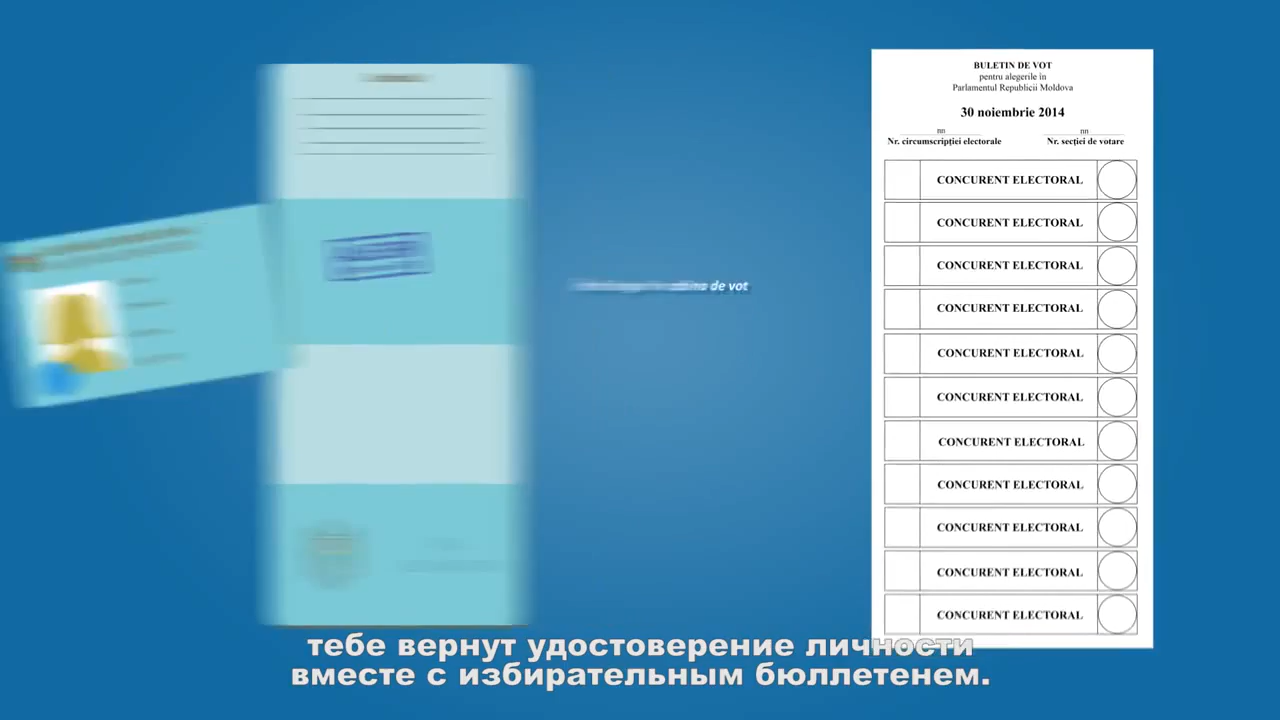 BULETIN DE VOT
pentru alegerile în
Parlamentul Republicii Moldova
30 noiembrie 2014
nn
nn
Nr. circumscripției electorale
Nr. secției de votare
CONCURENT ELECTORAL
CONCURENT ELECTORAL
CONCURENT ELECTORAL
CONCURENT ELECTORAL
CONCURENT ELECTORAL
CONCURENT ELECTORAL
CONCURENT ELECTORAL
CONCURENT ELECTORAL
CONCURENT ELECTORAL
CONCURENT ELECTORAL
CONCURENT ELECTORAL
de vot
тебе вернут удостоверение личности
вместе с избирательным бюллетенем.